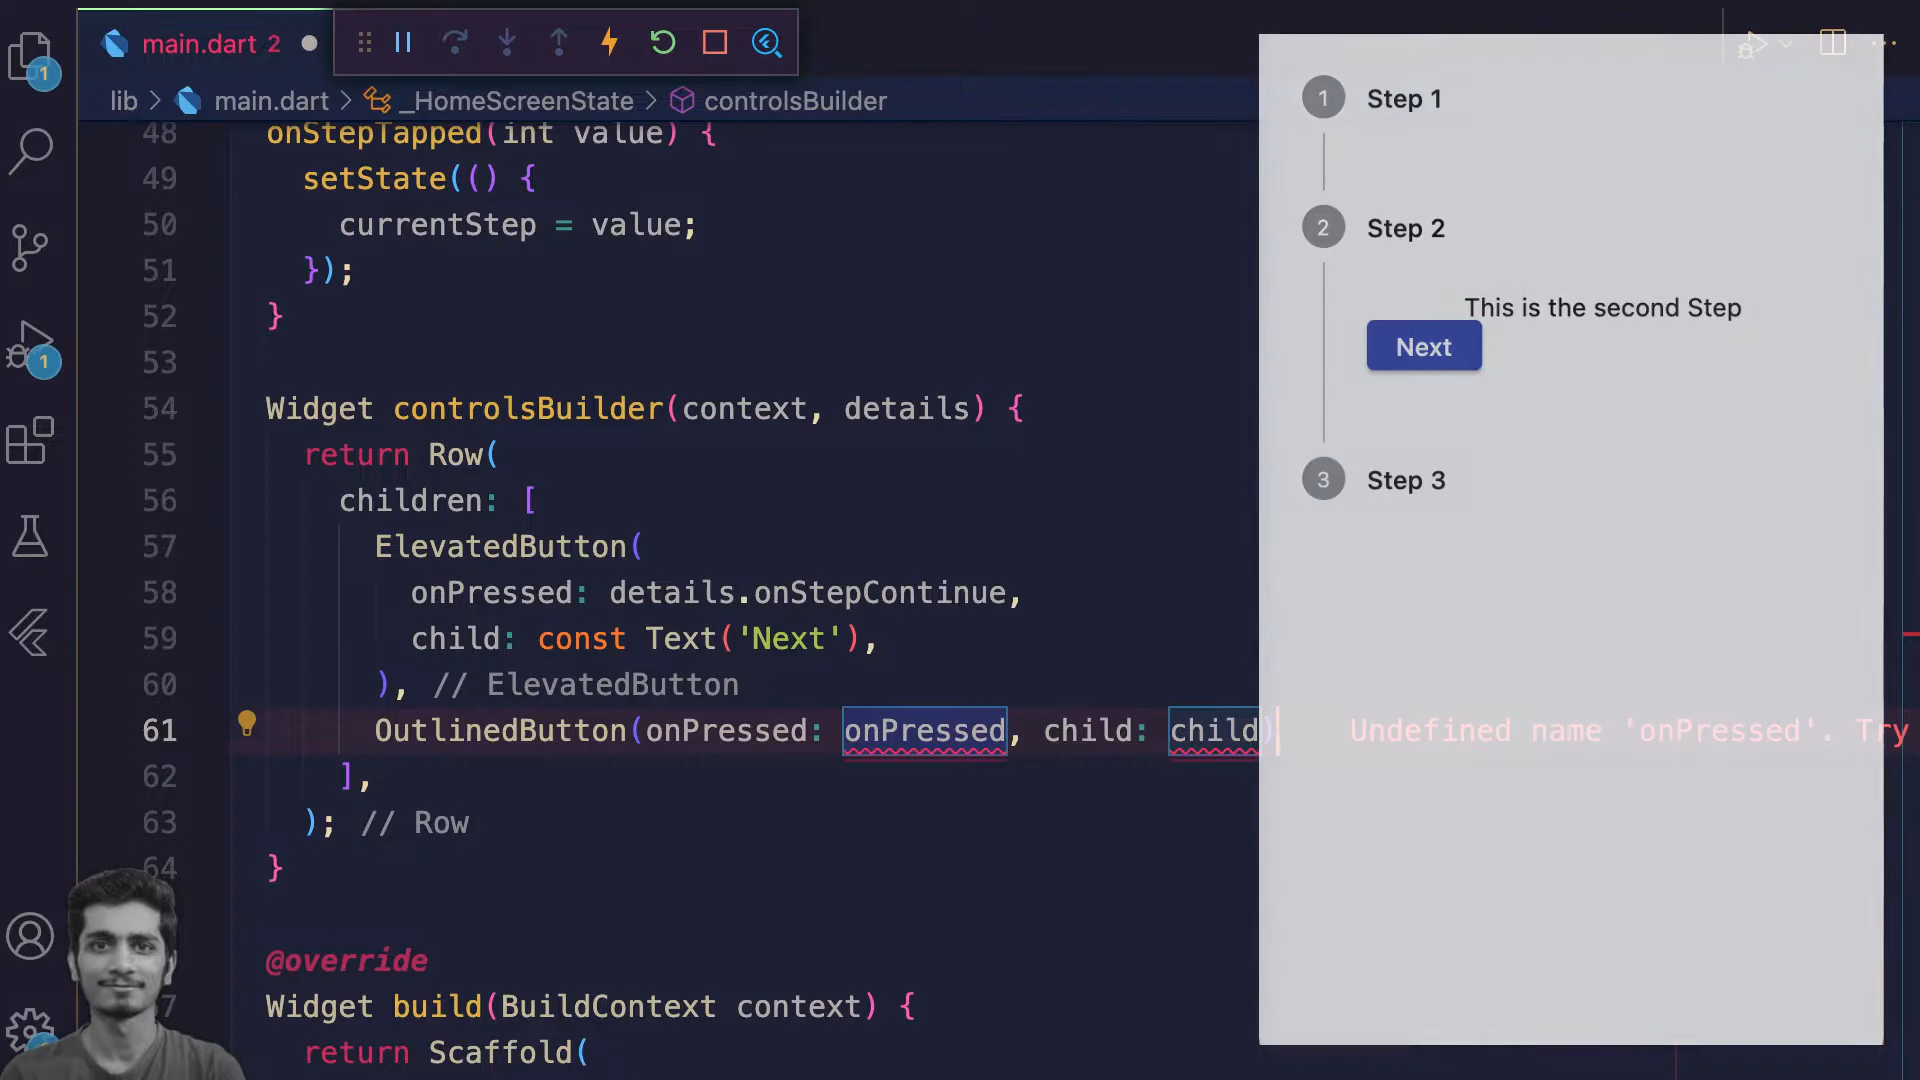 main.dart 2
lib > main.dart > _HomeScreenState > controlsBuilder
1
1
48 onStepTapped(int value) {
49 setState(() {
50 currentStep = value;
51 });
52 }
53
54 Widget controlsBuilder(context, details) {
55 return Row(
56 children: [
57 ElevatedButton(
58 onPressed: details.onStepContinue,
59 child: const Text('Next'),
60 ), // ElevatedButton
61 OutlinedButton(onPressed: onPressed, child: child) Undefined name 'onPressed'. Try
62 ],
63 ); // Row
64 }
@override
7 Widget build(BuildContext context) {
return Scaffold(
1 Step 1
2 Step 2
This is the second Step
Next
3 Step 3